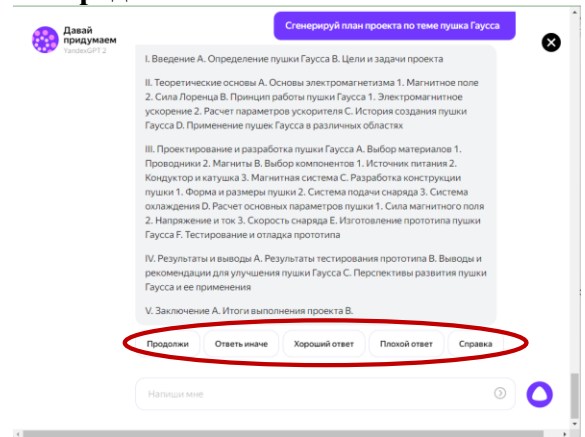 Давай
придумаем
YandexGPT 2
Сгенерируй план проекта по теме пушка Гаусса
I. Введение A. Определение пушки Гаусса B. Цели и задачи проекта
II. Теоретические основы A. Основы электромагнетизма 1. Магнитное поле
2. Сила Лоренца B. Принцип работы пушки Гаусса 1. Электромагнитное
ускорение 2. Расчет параметров ускорителя C. История создания пушки
Гаусса D. Применение пушек Гаусса в различных областях
III. Проектирование и разработка пушки Гаусса A. Выбор материалов 1.
Проводники 2. Магниты B. Выбор компонентов 1. Источник питания 2.
Кондуктор и катушка 3. Магнитная система C. Разработка конструкции
пушки 1. Форма и размеры пушки 2. Система подачи снаряда 3. Система
охлаждения D. Расчет основных параметров пушки 1. Сила магнитного поля
2. Напряжение и ток 3. Скорость снаряда E. Изготовление прототипа пушки
Гаусса F. Тестирование и отладка прототипа
IV. Результаты и выводы A. Результаты тестирования прототипа B. Выводы и
рекомендации для улучшения пушки Гаусса C. Перспективы развития пушки
Гаусса и ее применения
V. Заключение A. Итоги выполнения проекта B.
Продолжи Ответь иначе Хороший ответ Плохой ответ Справка
Напиши мне